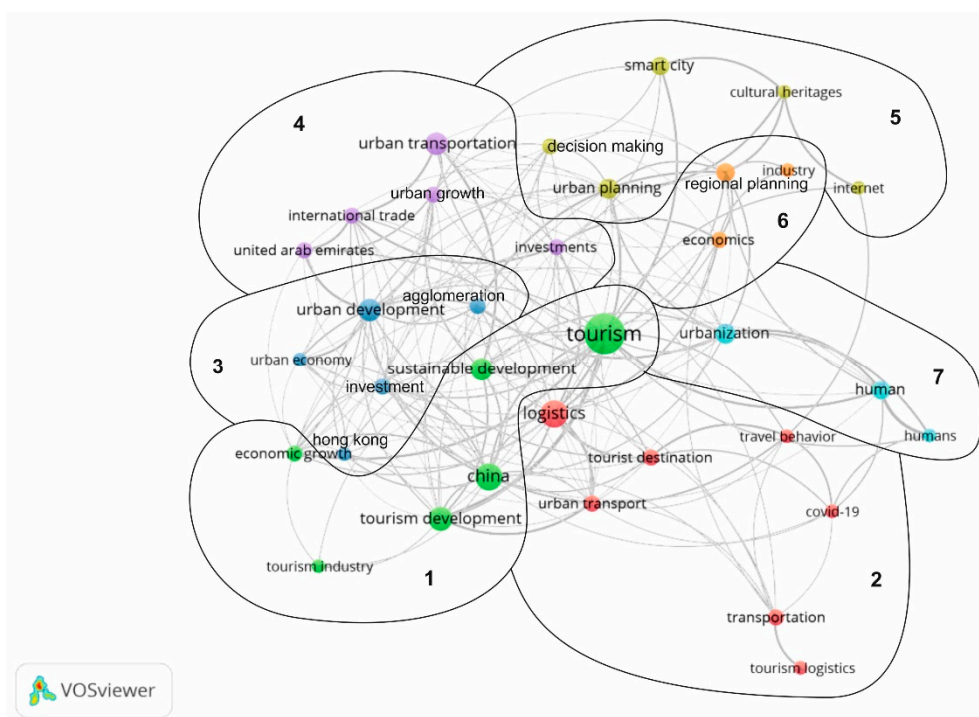 smart city
cultural heritages
4
5
urban transportation
decision making
industry
regional planning
urban planning
internet
urban growth
international trade
6
united arab emirates
investments
economics
agglomeration
urban development
tourism
urbanization
urban economy
3
sustainable development
7
investment
human
logistics
hong kong
travel behavior
humans
economic growth
tourist destination
china
urban transport
covid-19
tourism development
tourism industry
1
2
transportation
tourism logistics
VOSviewer